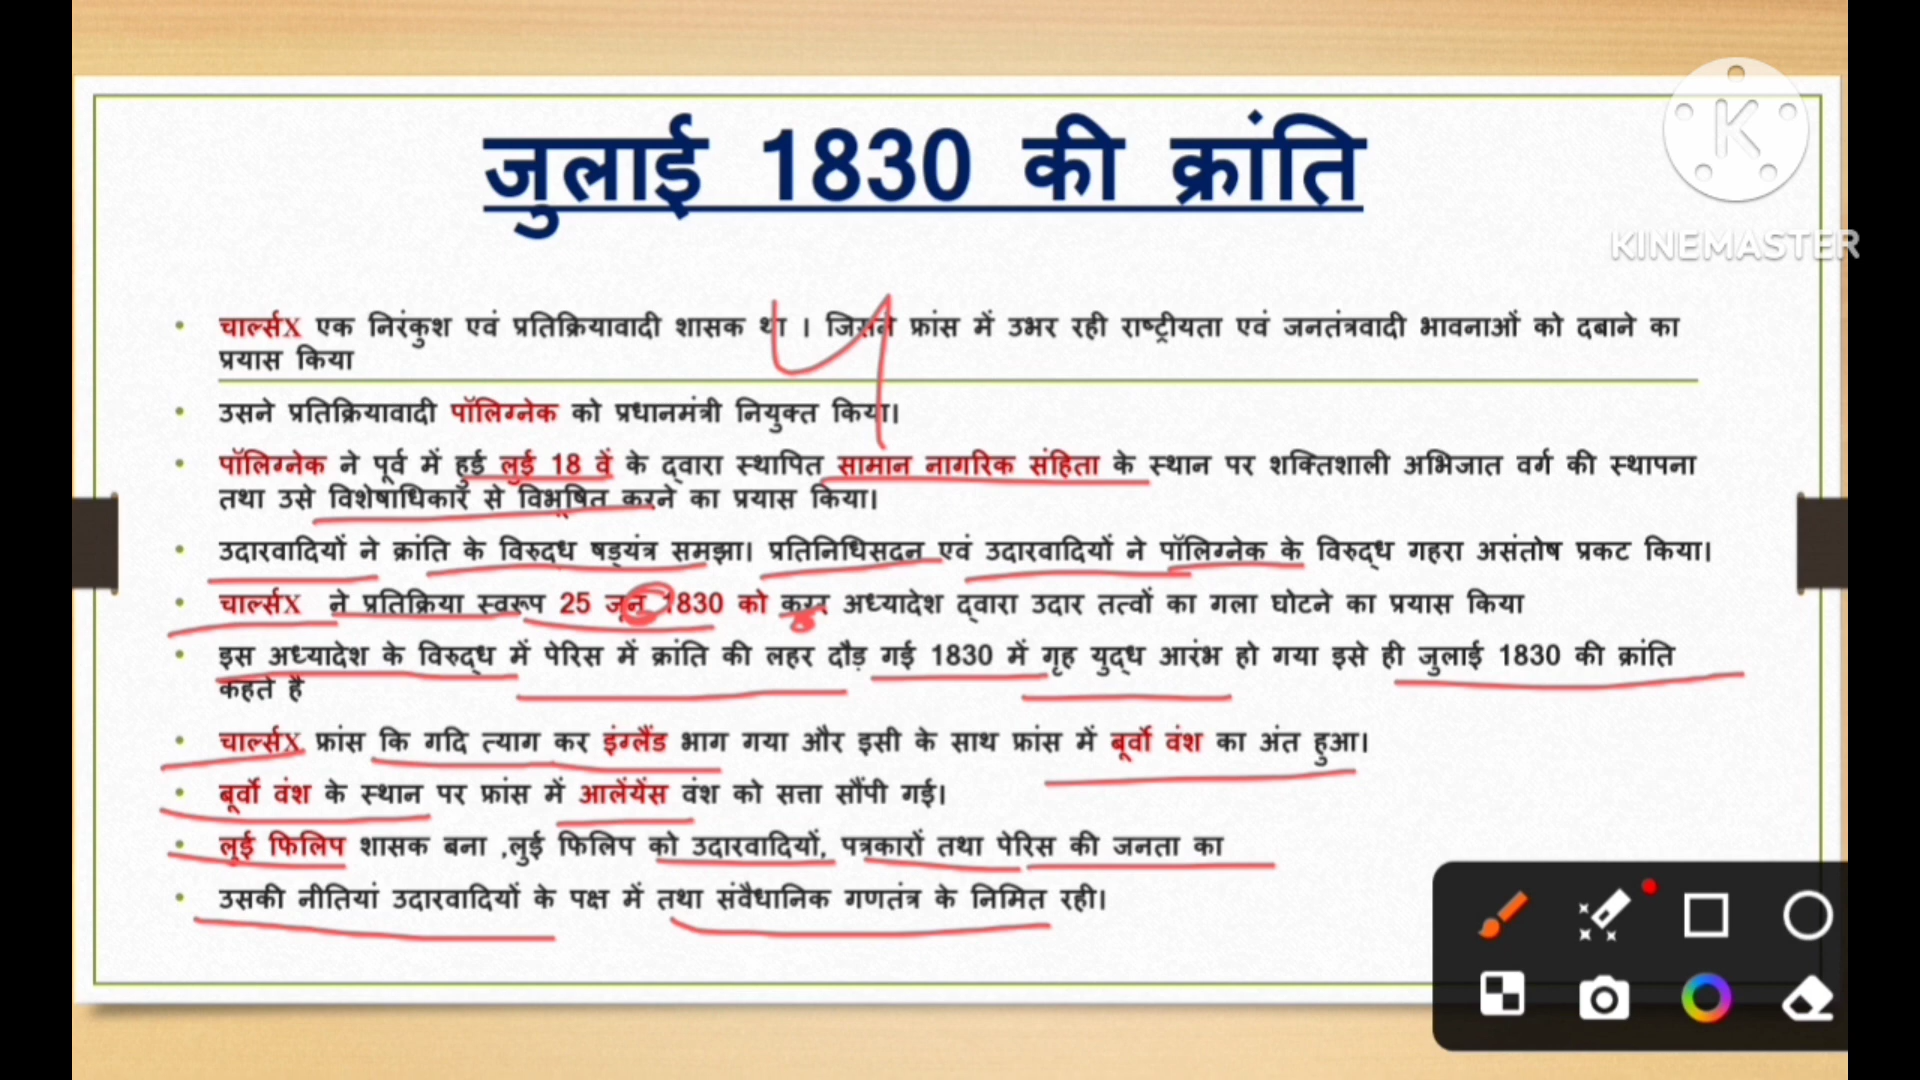 जुलाई 1830 की क्रांति
KINEMASTER
चार्ल्सX एक निरंकुश एवं प्रतिक्रियावादी शासक था । जिसने फ्रांस में उभर रही राष्ट्रीयता एवं जनतंत्रवादी भावनाओं को दबाने का
प्रयास किया
उसने प्रतिक्रियावादी पॉलिग्नेक को प्रधानमंत्री नियुक्त किया।
पॉलिग्नेक ने पूर्व में हुई लुई 18 वें के द्वारा स्थापित सामान नागरिक संहिता के स्थान पर शक्तिशाली अभिजात वर्ग की स्थापना
तथा उसे विशेषाधिकारें से विभूषित करने का प्रयास किया।
उदारवादियों ने क्रांति के विरुद्ध षड्यंत्र समझा। प्रतिनिधिसदन एवं उदारवादियों ने पॉलिग्नेक के विरुद्ध गहरा असंतोष प्रकट किया।
चार्ल्सX ने प्रतिक्रिया स्वरूप 25 जून 1830 को अध्यादेश द्वारा उदार तत्वों का गला घोटने का प्रयास किया
इस अध्यादेश के विरुद्ध में पेरिस में क्रांति की लहर दौड़ गई 1830 में गृह युद्ध आरंभ हो गया इसे ही जुलाई 1830 की क्रांति
कहते है
चार्ल्सX फ्रांस कि गदि त्याग कर इंग्लैंड भाग गया और इसी के साथ फ्रांस में बूर्वो वंश का अंत हुआ।
बूर्वो वंश के स्थान पर फ्रांस में आलेंयेंस वंश को सत्ता सौंपी गई।
लुई फिलिप शासक बना ,लुई फिलिप को उदारवादियों, पत्रकारों तथा पेरिस की जनता का
उसकी नीतियां उदारवादियों के पक्ष में तथा संवैधानिक गणतंत्र के निमित रही।